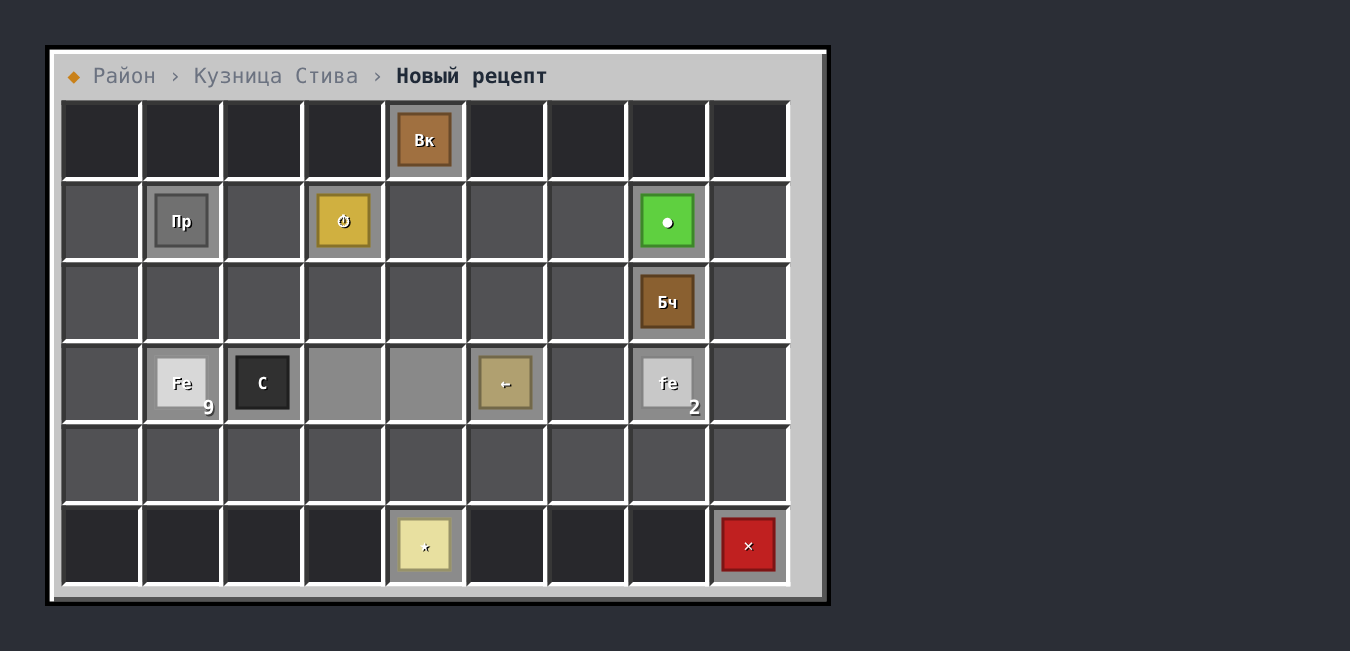 ◆ Район › Кузница Стива › Новый рецепт
Вк
Пр ⏱ ●
Бч
Fe 9 C ← fe 2
★ ×